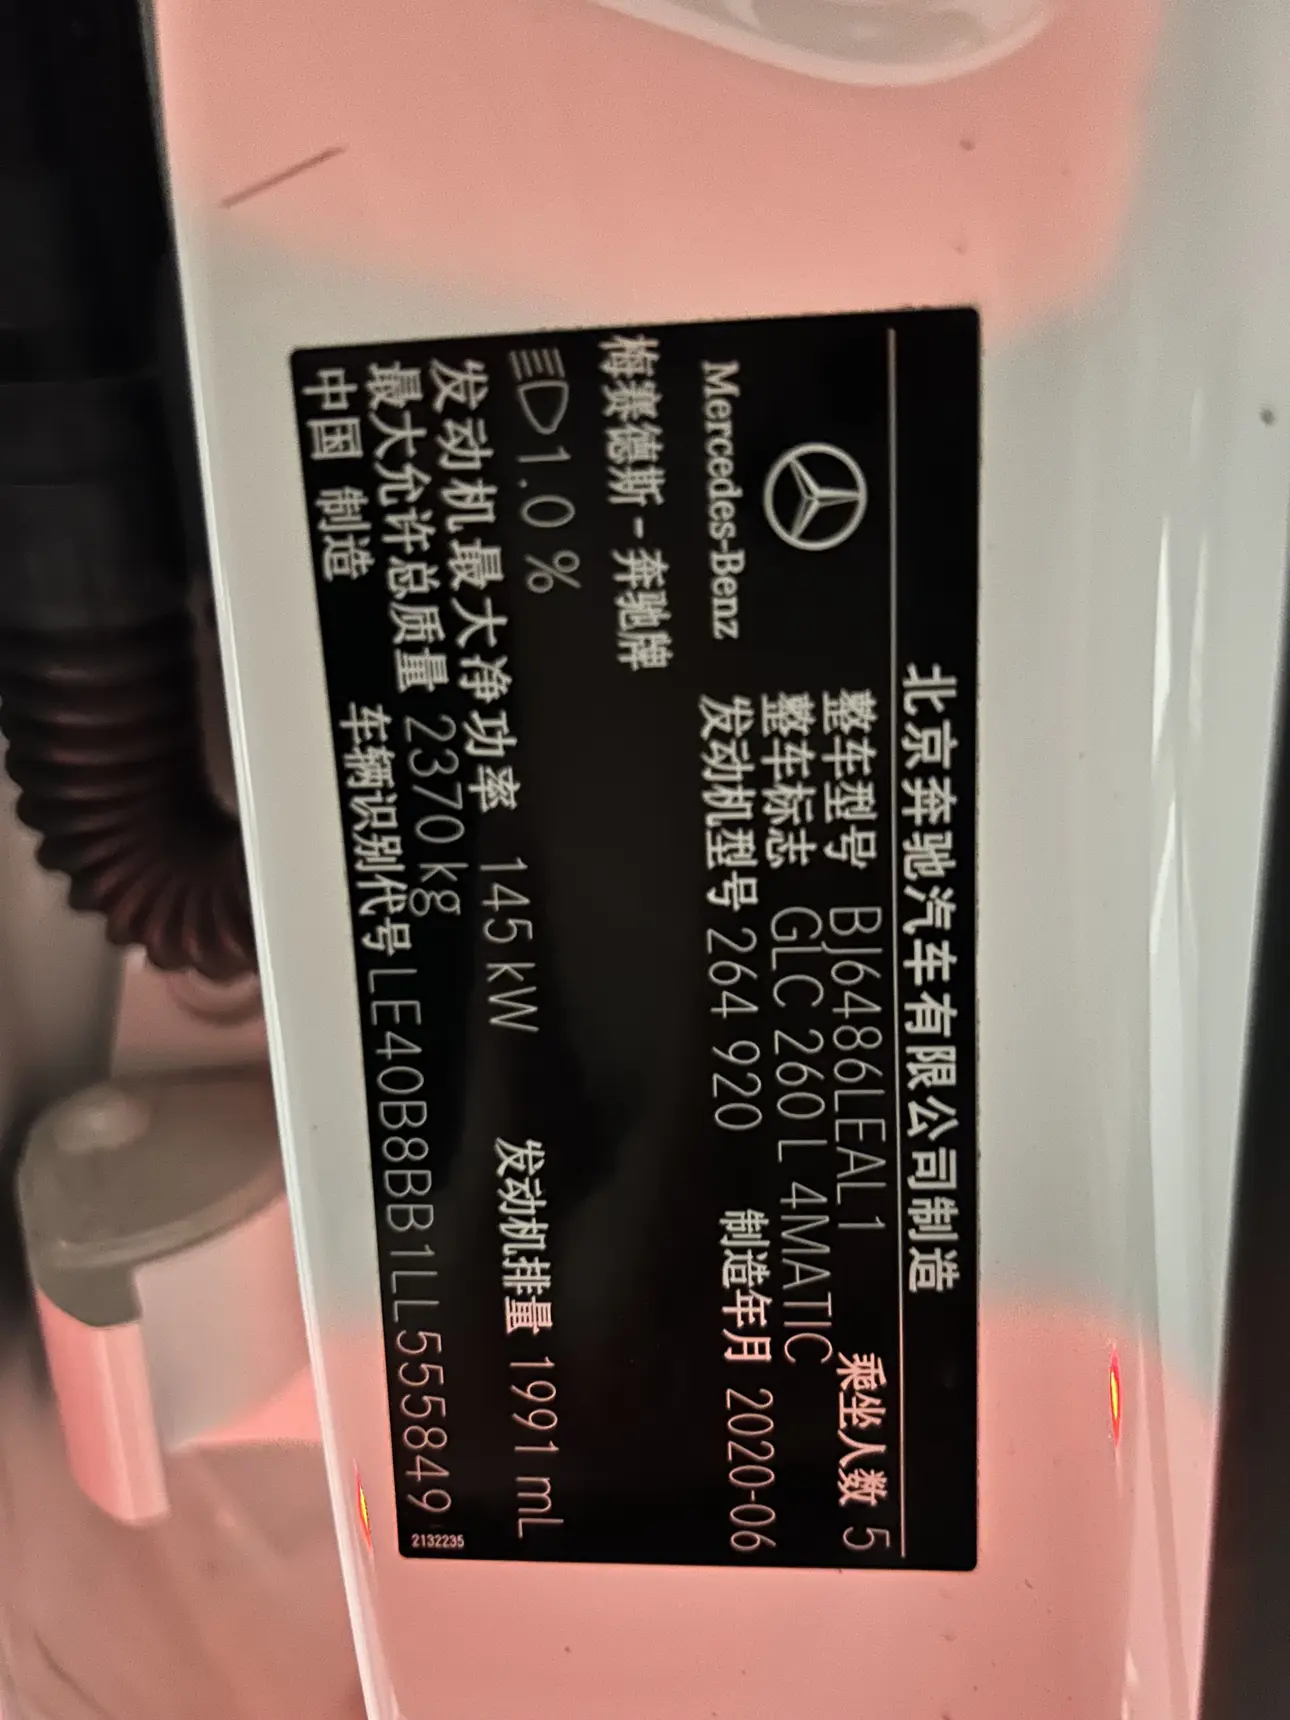 北京奔驰汽车有限公司制造
整车型号 BJ6486LEAL1 乘坐人数 5
整车标志 GLC 260 L 4MATIC
Mercedes-Benz 发动机型号 264 920 制造年月 2020-06
梅赛德斯-奔驰牌
1.0 %
发动机最大净功率 145 kW 发动机排量 1991 mL
最大允许总质量 2370 kg
中国 制造 车辆识别代号 LE40B8BB1LL555849
2132235